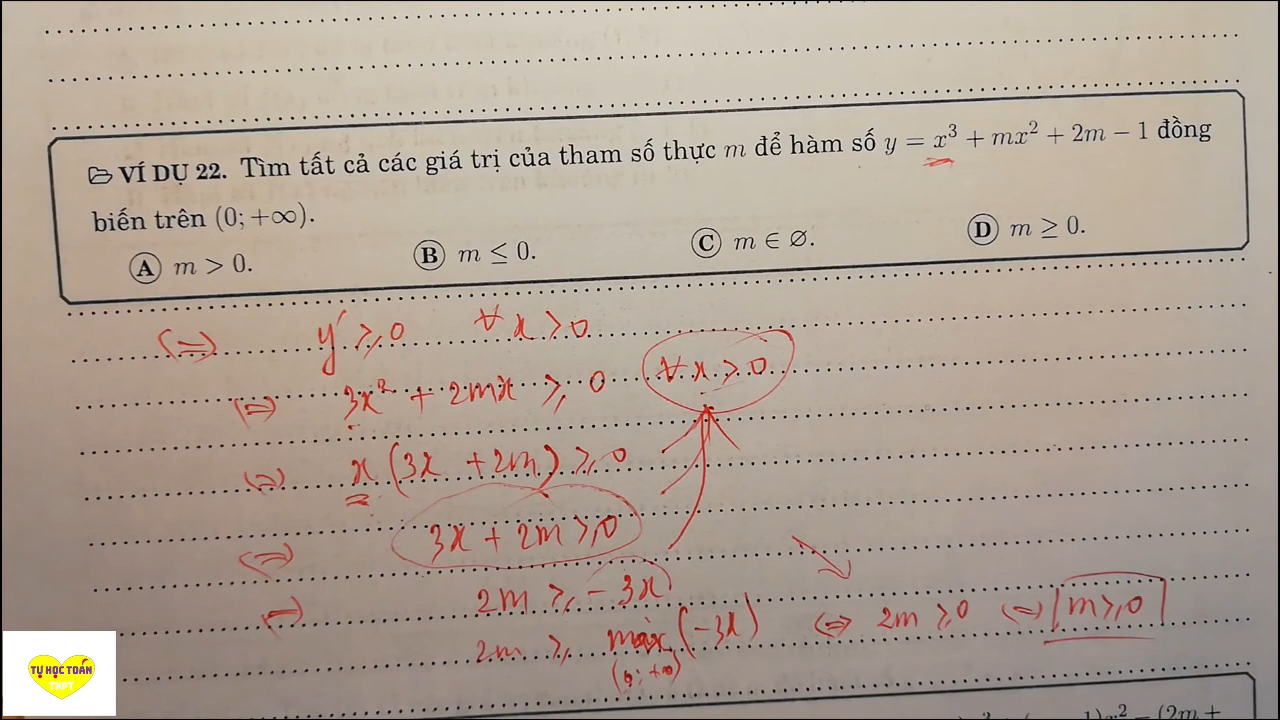 VÍ DỤ 22. Tìm tất cả các giá trị của tham số thực m để hàm số y = x³ + mx² + 2m − 1 đồng
biến trên (0; +∞).
A m > 0. B m ≤ 0. C m ∈ ∅. D m ≥ 0.
(=) y' ≥ 0 ∀ x > 0
⇔ 3x² + 2mx ≥ 0 ∀ x > 0
⇔ x (3x + 2m) ≥ 0
⇔ 3x + 2m ≥ 0
⇔ 2m ≥ −3x
2m ≥ max (−3x) ⇔ 2m ≥ 0 ⇔ m ≥ 0
(0; +∞)
TỰ HỌC TOÁN
THPT